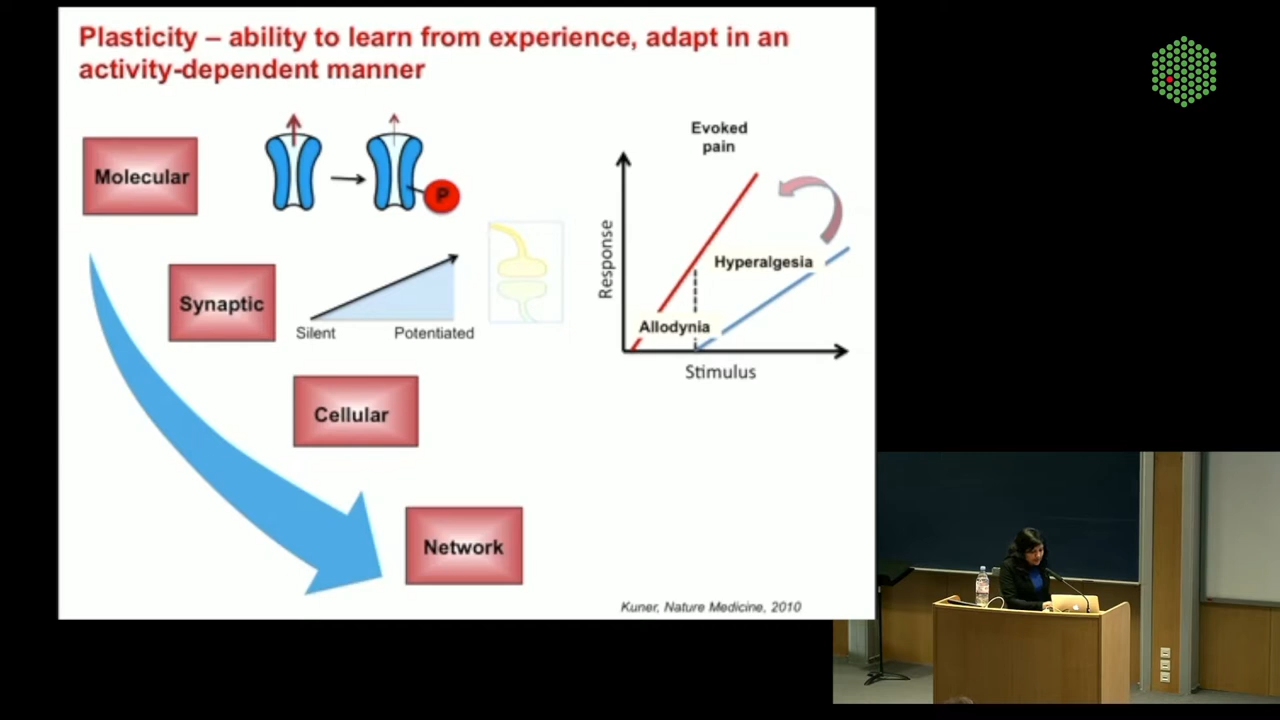 Plasticity – ability to learn from experience, adapt in an
activity-dependent manner
Molecular
P
Synaptic
Silent
Potentiated
Cellular
Network
Evoked
pain
Response
Hyperalgesia
Allodynia
Stimulus
Kuner, Nature Medicine, 2010